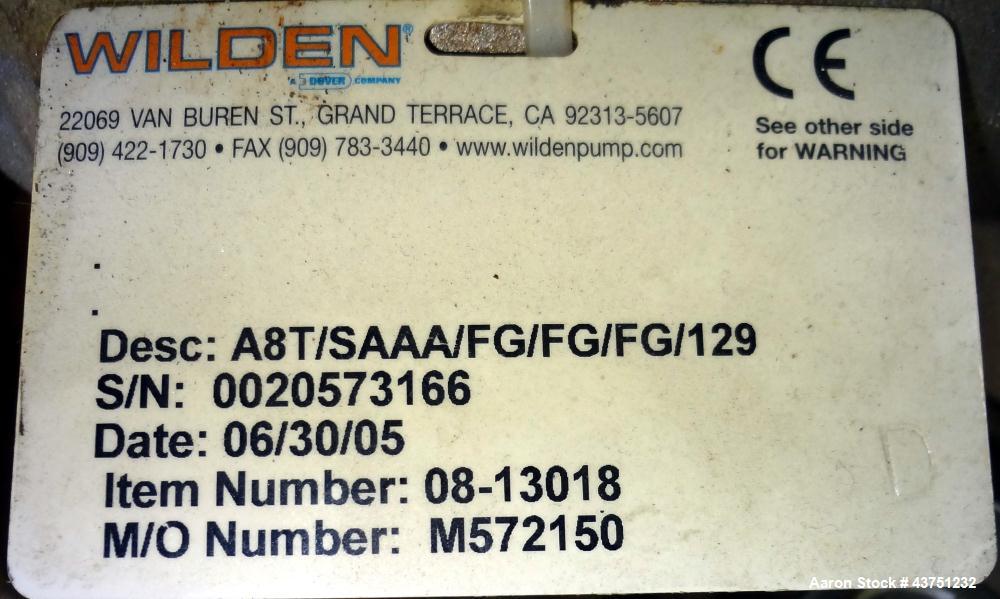 WILDEN®
A DOVER COMPANY
22069 VAN BUREN ST., GRAND TERRACE, CA 92313-5607
(909) 422-1730 • FAX (909) 783-3440 • www.wildenpump.com
CE
See other side
for WARNING
Desc: A8T/SAAA/FG/FG/FG/129
S/N: 0020573166
Date: 06/30/05
Item Number: 08-13018
M/O Number: M572150
Aaron Stock # 43751232